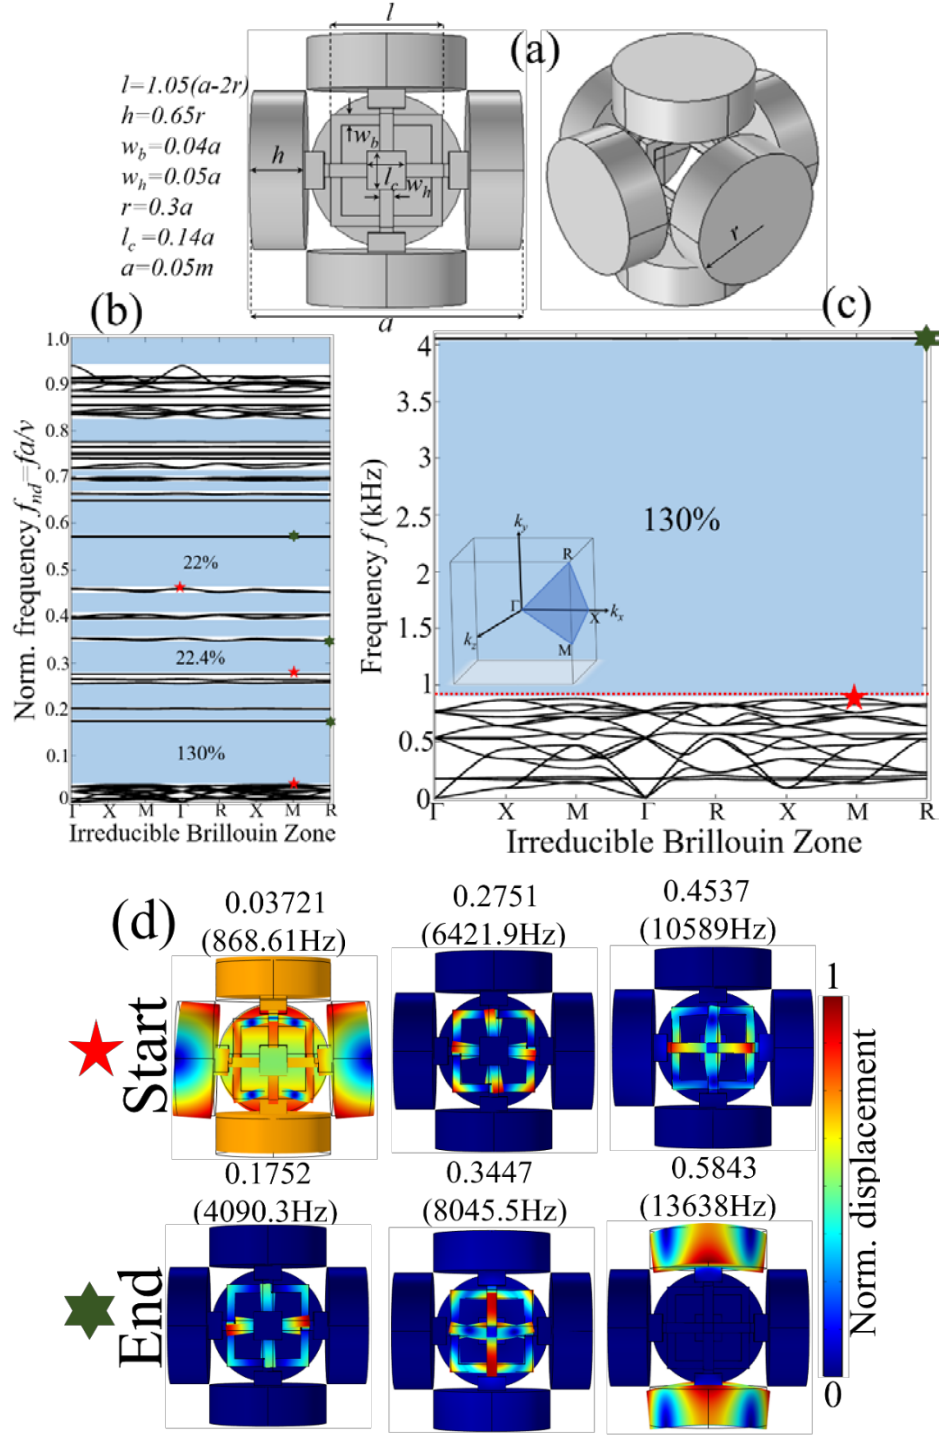 (a)
l
l=1.05(a-2r)
h=0.65r
w_b=0.04a
w_h=0.05a
r=0.3a
l_c=0.14a
a=0.05m
w_b
h
l_c
w_h
r
a
(b)
1.0
0.9
0.8
0.7
0.6
0.5
0.4
0.3
0.2
0.1
0
Norm. frequency f_nd=fa/v
22%
22.4%
130%
Γ X M Γ R X M R
Irreducible Brillouin Zone
(c)
4
3.5
3
2.5
2
1.5
1
0.5
0
Frequency f (kHz)
130%
k_y
R
Γ
X
k_x
k_z
M
Γ X M Γ R X M R
Irreducible Brillouin Zone
(d)
Start
0.03721
(868.61Hz)
0.2751
(6421.9Hz)
0.4537
(10589Hz)
End
0.1752
(4090.3Hz)
0.3447
(8045.5Hz)
0.5843
(13638Hz)
1
Norm. displacement
0